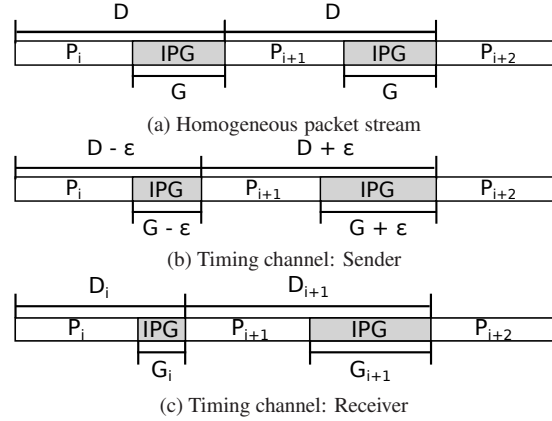 D D
P_i IPG P_{i+1} IPG P_{i+2}
G G
(a) Homogeneous packet stream
D - ε D + ε
P_i IPG P_{i+1} IPG P_{i+2}
G - ε G + ε
(b) Timing channel: Sender
D_i D_{i+1}
P_i IPG P_{i+1} IPG P_{i+2}
G_i G_{i+1}
(c) Timing channel: Receiver